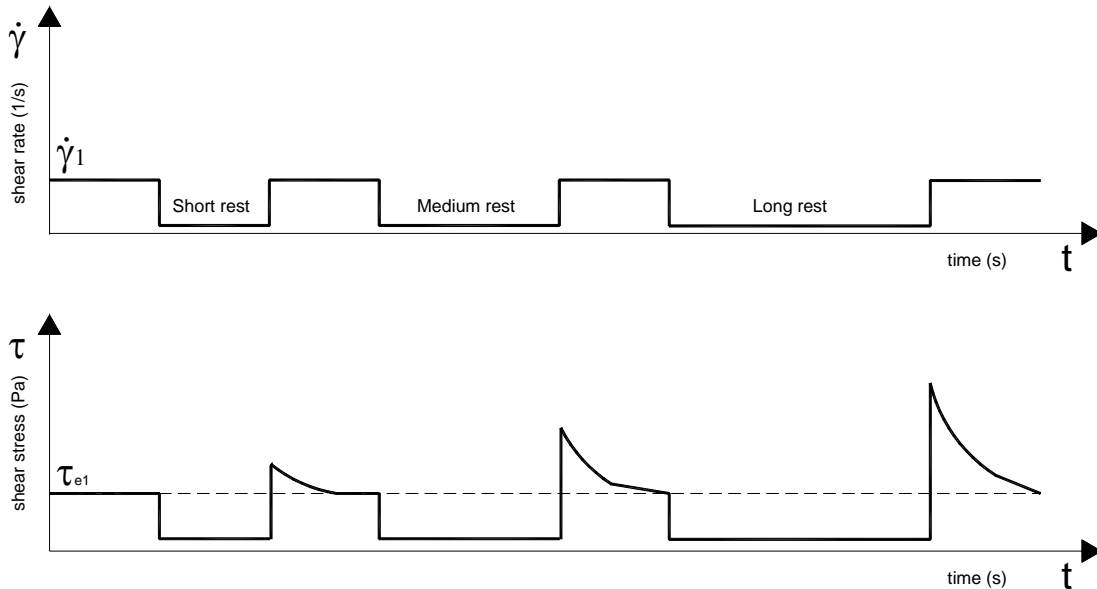 γ̇
shear rate (1/s)
γ̇1
Short rest
Medium rest
Long rest
time (s)
t
τ
shear stress (Pa)
τe1
time (s)
t